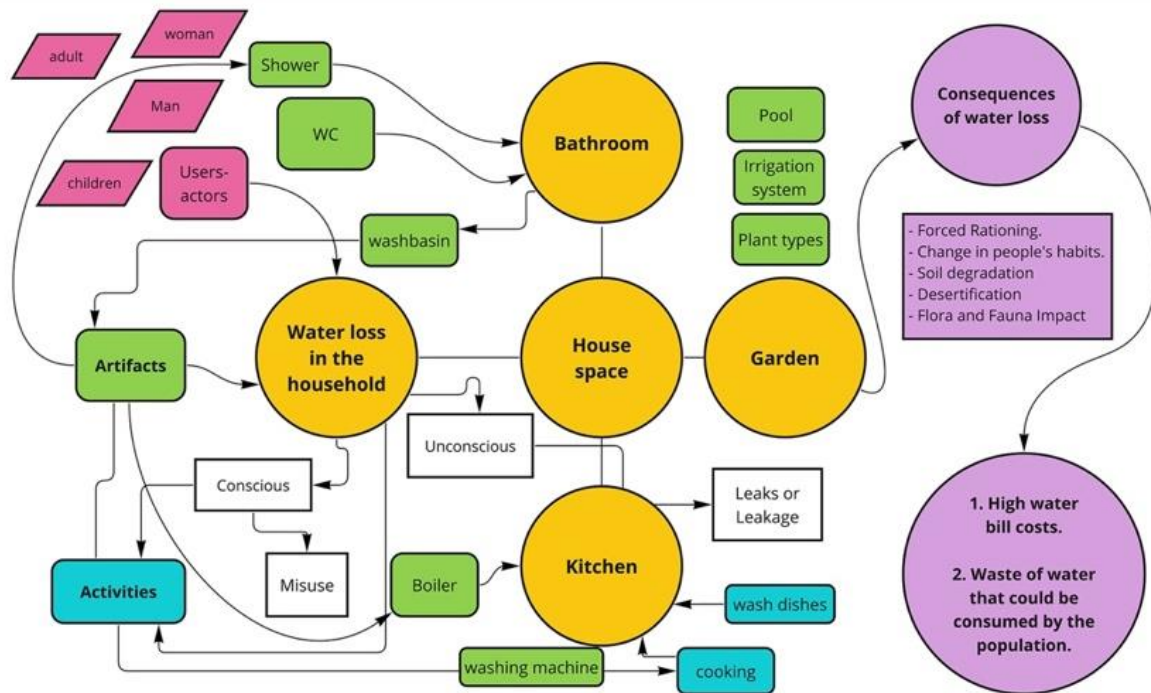 woman
adult
Shower
Man
WC
children
Users-
actors
washbasin
Bathroom
Pool
Irrigation
system
Plant types
Consequences
of water loss
- Forced Rationing.
- Change in people's habits.
- Soil degradation
- Desertification
- Flora and Fauna Impact
Artifacts
Water loss
in the
household
House
space
Garden
Unconscious
Conscious
Leaks or
Leakage
Misuse
Activities
Boiler
Kitchen
wash dishes
washing machine
cooking
1. High water
bill costs.
2. Waste of water
that could be
consumed by the
population.